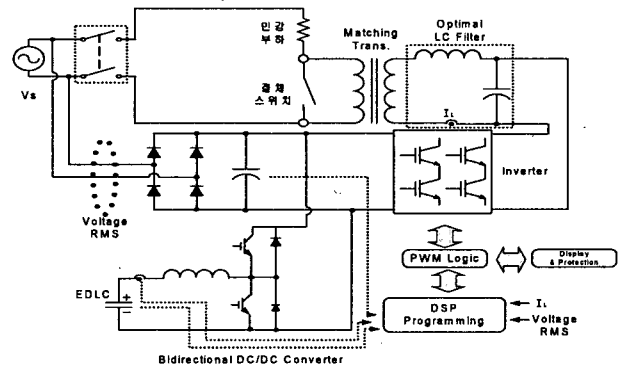 민감
부하
Matching
Trans.
Optimal
LC Filter
Vs
결체
스위치
IL
Inverter
Voltage
RMS
PWM Logic
Display
& Protection
EDLC
+
−
DSP
Programming
IL
Voltage
RMS
Bidirectional DC/DC Converter